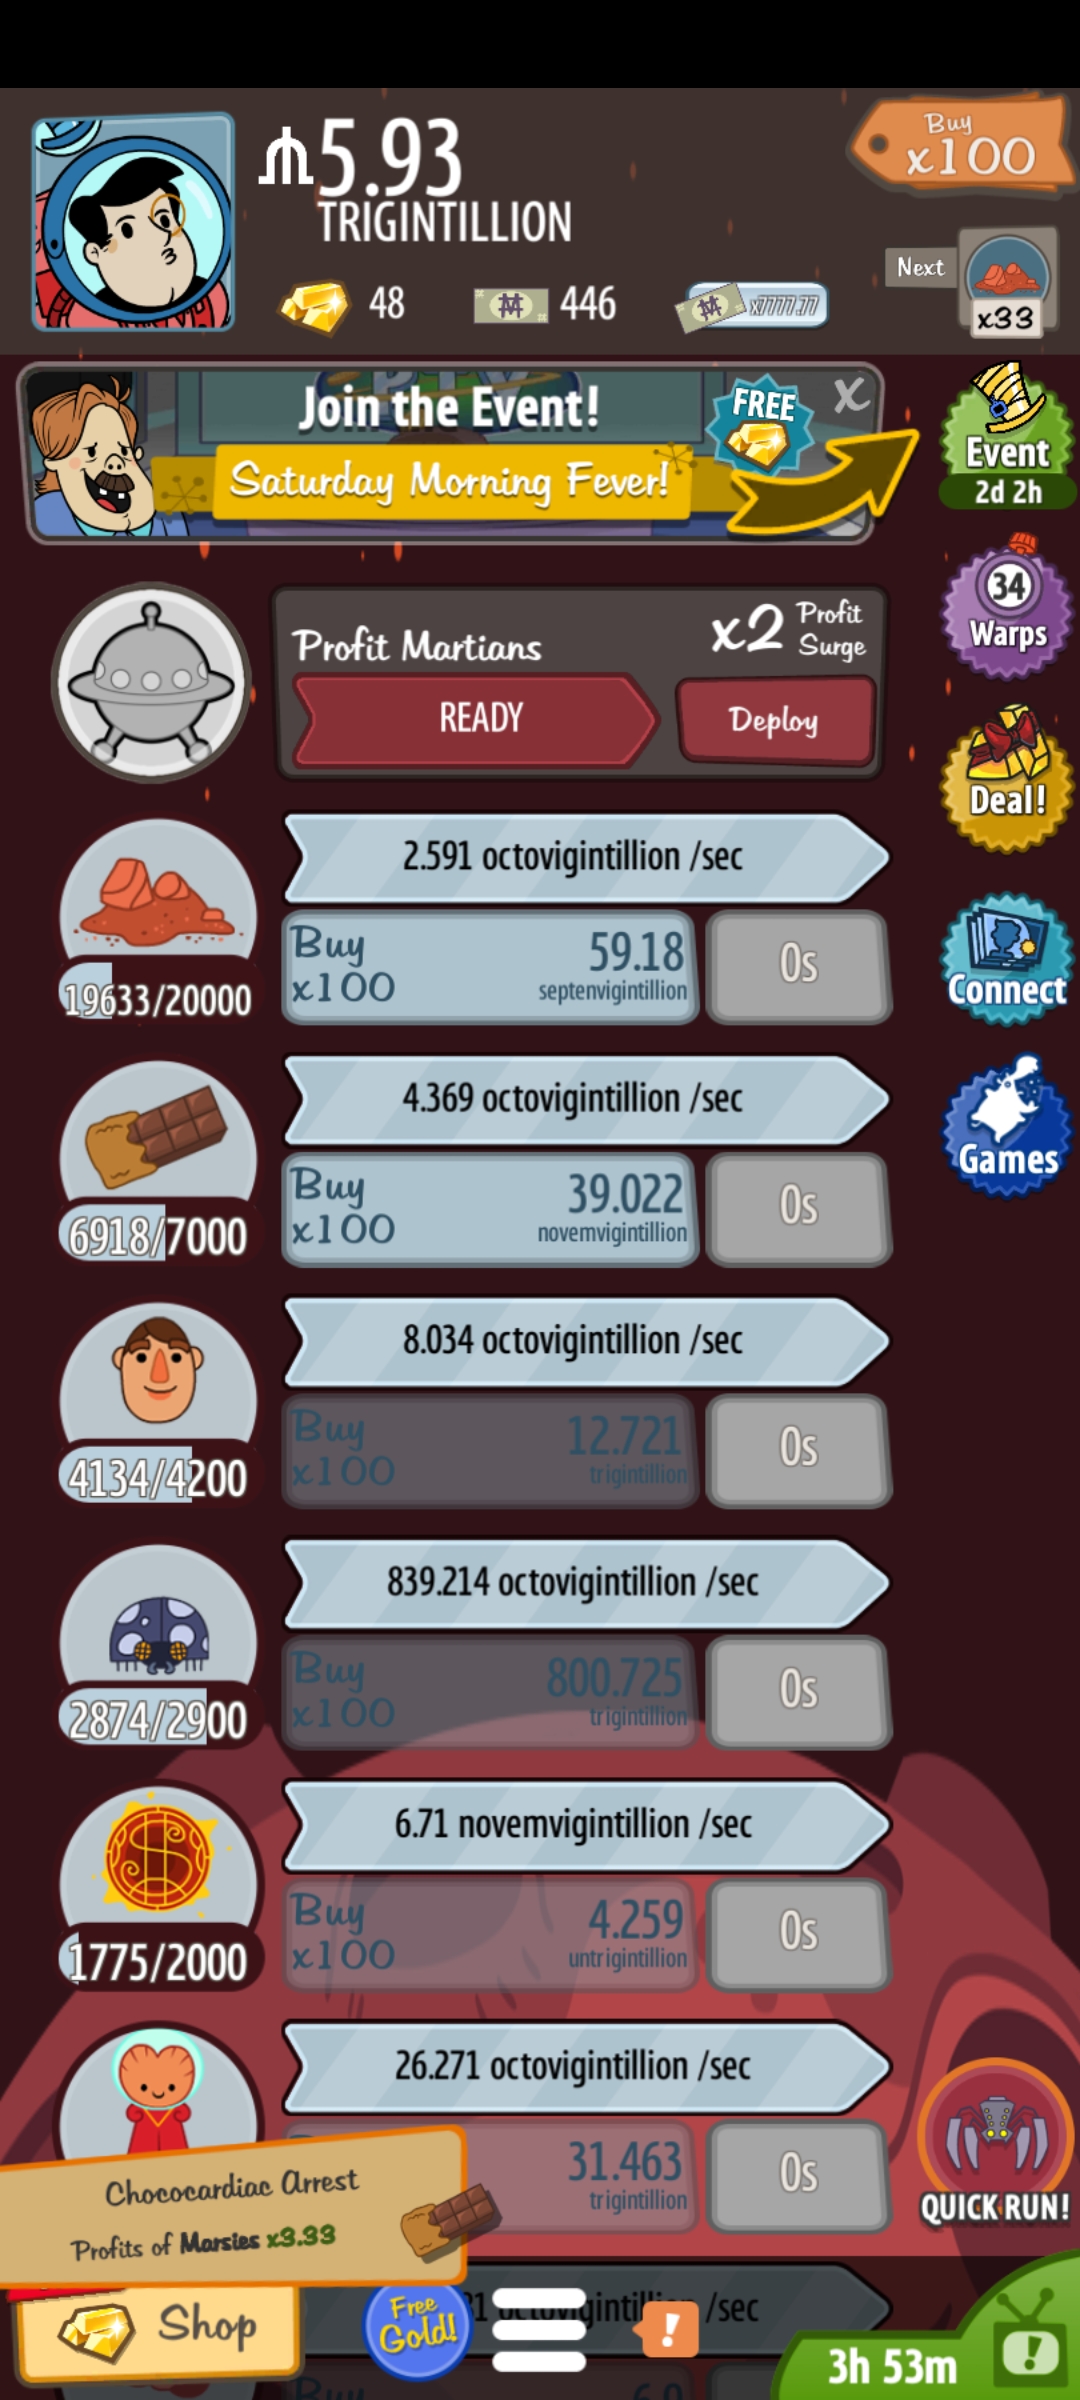 5.93
TRIGINTILLION
Buy
x100
48
446
x7777.77
Next
x33
Join the Event!
Saturday Morning Fever!
FREE
X
Event
2d 2h
34
Warps
Deal!
Connect
Games
Profit Martians
x2 Profit Surge
READY
Deploy
2.591 octovigintillion /sec
Buy x100
59.18
septenvigintillion
0s
19633/20000
4.369 octovigintillion /sec
Buy x100
39.022
novemvigintillion
0s
6918/7000
8.034 octovigintillion /sec
Buy x100
12.721
trigintillion
0s
4134/4200
839.214 octovigintillion /sec
Buy x100
800.725
trigintillion
0s
2874/2900
6.71 novemvigintillion /sec
Buy x100
4.259
untrigintillion
0s
1775/2000
26.271 octovigintillion /sec
31.463
trigintillion
0s
QUICK RUN!
Chococardiac Arrest
Profits of Marsies x3.33
Shop
Free Gold!
/sec
!
3h 53m
!